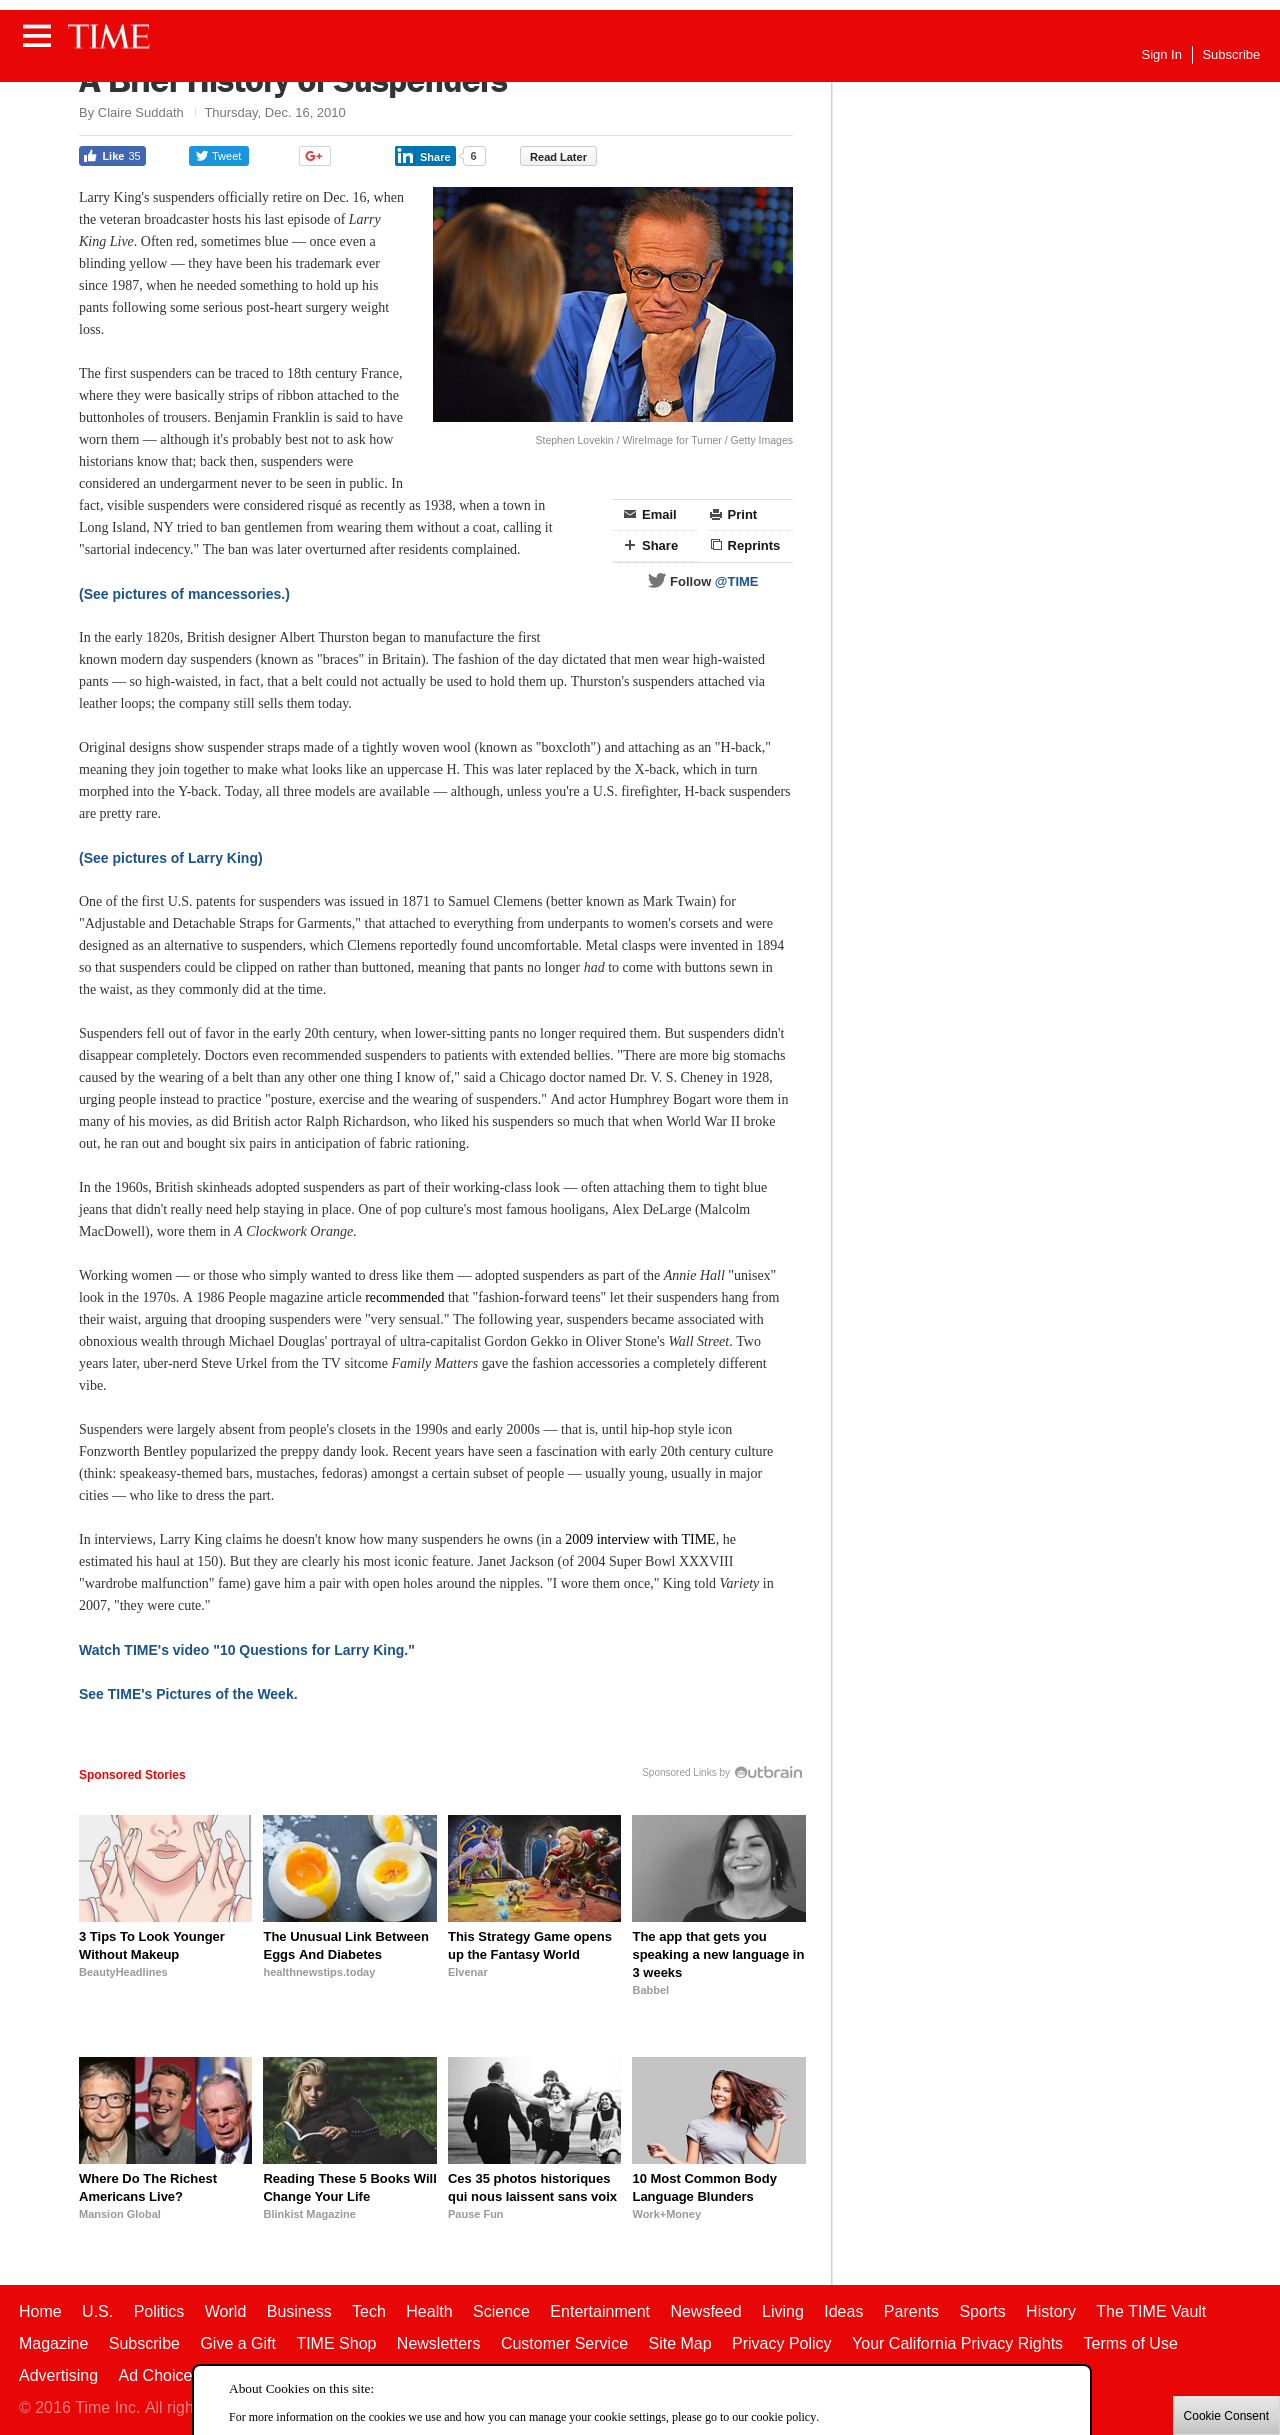 TIME
Sign In
Subscribe
A Brief History of Suspenders
By Claire Suddath
Thursday, Dec. 16, 2010
Like 35
Tweet
G+
in Share
6
Read Later
Larry King's suspenders officially retire on Dec. 16, when
the veteran broadcaster hosts his last episode of Larry
King Live. Often red, sometimes blue — once even a
blinding yellow — they have been his trademark ever
since 1987, when he needed something to hold up his
pants following some serious post-heart surgery weight
loss.
Stephen Lovekin / WireImage for Turner / Getty Images
The first suspenders can be traced to 18th century France,
where they were basically strips of ribbon attached to the
buttonholes of trousers. Benjamin Franklin is said to have
worn them — although it's probably best not to ask how
historians know that; back then, suspenders were
considered an undergarment never to be seen in public. In
fact, visible suspenders were considered risqué as recently as 1938, when a town in
Long Island, NY tried to ban gentlemen from wearing them without a coat, calling it
"sartorial indecency." The ban was later overturned after residents complained.
Email
Print
Share
Reprints
Follow @TIME
(See pictures of mancessories.)
In the early 1820s, British designer Albert Thurston began to manufacture the first
known modern day suspenders (known as "braces" in Britain). The fashion of the day dictated that men wear high-waisted
pants — so high-waisted, in fact, that a belt could not actually be used to hold them up. Thurston's suspenders attached via
leather loops; the company still sells them today.
Original designs show suspender straps made of a tightly woven wool (known as "boxcloth") and attaching as an "H-back,"
meaning they join together to make what looks like an uppercase H. This was later replaced by the X-back, which in turn
morphed into the Y-back. Today, all three models are available — although, unless you're a U.S. firefighter, H-back suspenders
are pretty rare.
(See pictures of Larry King)
One of the first U.S. patents for suspenders was issued in 1871 to Samuel Clemens (better known as Mark Twain) for
"Adjustable and Detachable Straps for Garments," that attached to everything from underpants to women's corsets and were
designed as an alternative to suspenders, which Clemens reportedly found uncomfortable. Metal clasps were invented in 1894
so that suspenders could be clipped on rather than buttoned, meaning that pants no longer had to come with buttons sewn in
the waist, as they commonly did at the time.
Suspenders fell out of favor in the early 20th century, when lower-sitting pants no longer required them. But suspenders didn't
disappear completely. Doctors even recommended suspenders to patients with extended bellies. "There are more big stomachs
caused by the wearing of a belt than any other one thing I know of," said a Chicago doctor named Dr. V. S. Cheney in 1928,
urging people instead to practice "posture, exercise and the wearing of suspenders." And actor Humphrey Bogart wore them in
many of his movies, as did British actor Ralph Richardson, who liked his suspenders so much that when World War II broke
out, he ran out and bought six pairs in anticipation of fabric rationing.
In the 1960s, British skinheads adopted suspenders as part of their working-class look — often attaching them to tight blue
jeans that didn't really need help staying in place. One of pop culture's most famous hooligans, Alex DeLarge (Malcolm
MacDowell), wore them in A Clockwork Orange.
Working women — or those who simply wanted to dress like them — adopted suspenders as part of the Annie Hall "unisex"
look in the 1970s. A 1986 People magazine article recommended that "fashion-forward teens" let their suspenders hang from
their waist, arguing that drooping suspenders were "very sensual." The following year, suspenders became associated with
obnoxious wealth through Michael Douglas' portrayal of ultra-capitalist Gordon Gekko in Oliver Stone's Wall Street. Two
years later, uber-nerd Steve Urkel from the TV sitcome Family Matters gave the fashion accessories a completely different
vibe.
Suspenders were largely absent from people's closets in the 1990s and early 2000s — that is, until hip-hop style icon
Fonzworth Bentley popularized the preppy dandy look. Recent years have seen a fascination with early 20th century culture
(think: speakeasy-themed bars, mustaches, fedoras) amongst a certain subset of people — usually young, usually in major
cities — who like to dress the part.
In interviews, Larry King claims he doesn't know how many suspenders he owns (in a 2009 interview with TIME, he
estimated his haul at 150). But they are clearly his most iconic feature. Janet Jackson (of 2004 Super Bowl XXXVIII
"wardrobe malfunction" fame) gave him a pair with open holes around the nipples. "I wore them once," King told Variety in
2007, "they were cute."
Watch TIME's video "10 Questions for Larry King."
See TIME's Pictures of the Week.
Sponsored Stories
Sponsored Links by Outbrain
3 Tips To Look Younger
Without Makeup
BeautyHeadlines
The Unusual Link Between
Eggs And Diabetes
healthnewstips.today
This Strategy Game opens
up the Fantasy World
Elvenar
The app that gets you
speaking a new language in
3 weeks
Babbel
Where Do The Richest
Americans Live?
Mansion Global
Reading These 5 Books Will
Change Your Life
Blinkist Magazine
Ces 35 photos historiques
qui nous laissent sans voix
Pause Fun
10 Most Common Body
Language Blunders
Work+Money
Home U.S. Politics World Business Tech Health Science Entertainment Newsfeed Living Ideas Parents Sports History The TIME Vault
Magazine Subscribe Give a Gift TIME Shop Newsletters Customer Service Site Map Privacy Policy Your California Privacy Rights Terms of Use
Advertising Ad Choice
© 2016 Time Inc. All righ
About Cookies on this site:
For more information on the cookies we use and how you can manage your cookie settings, please go to our cookie policy.
Cookie Consent